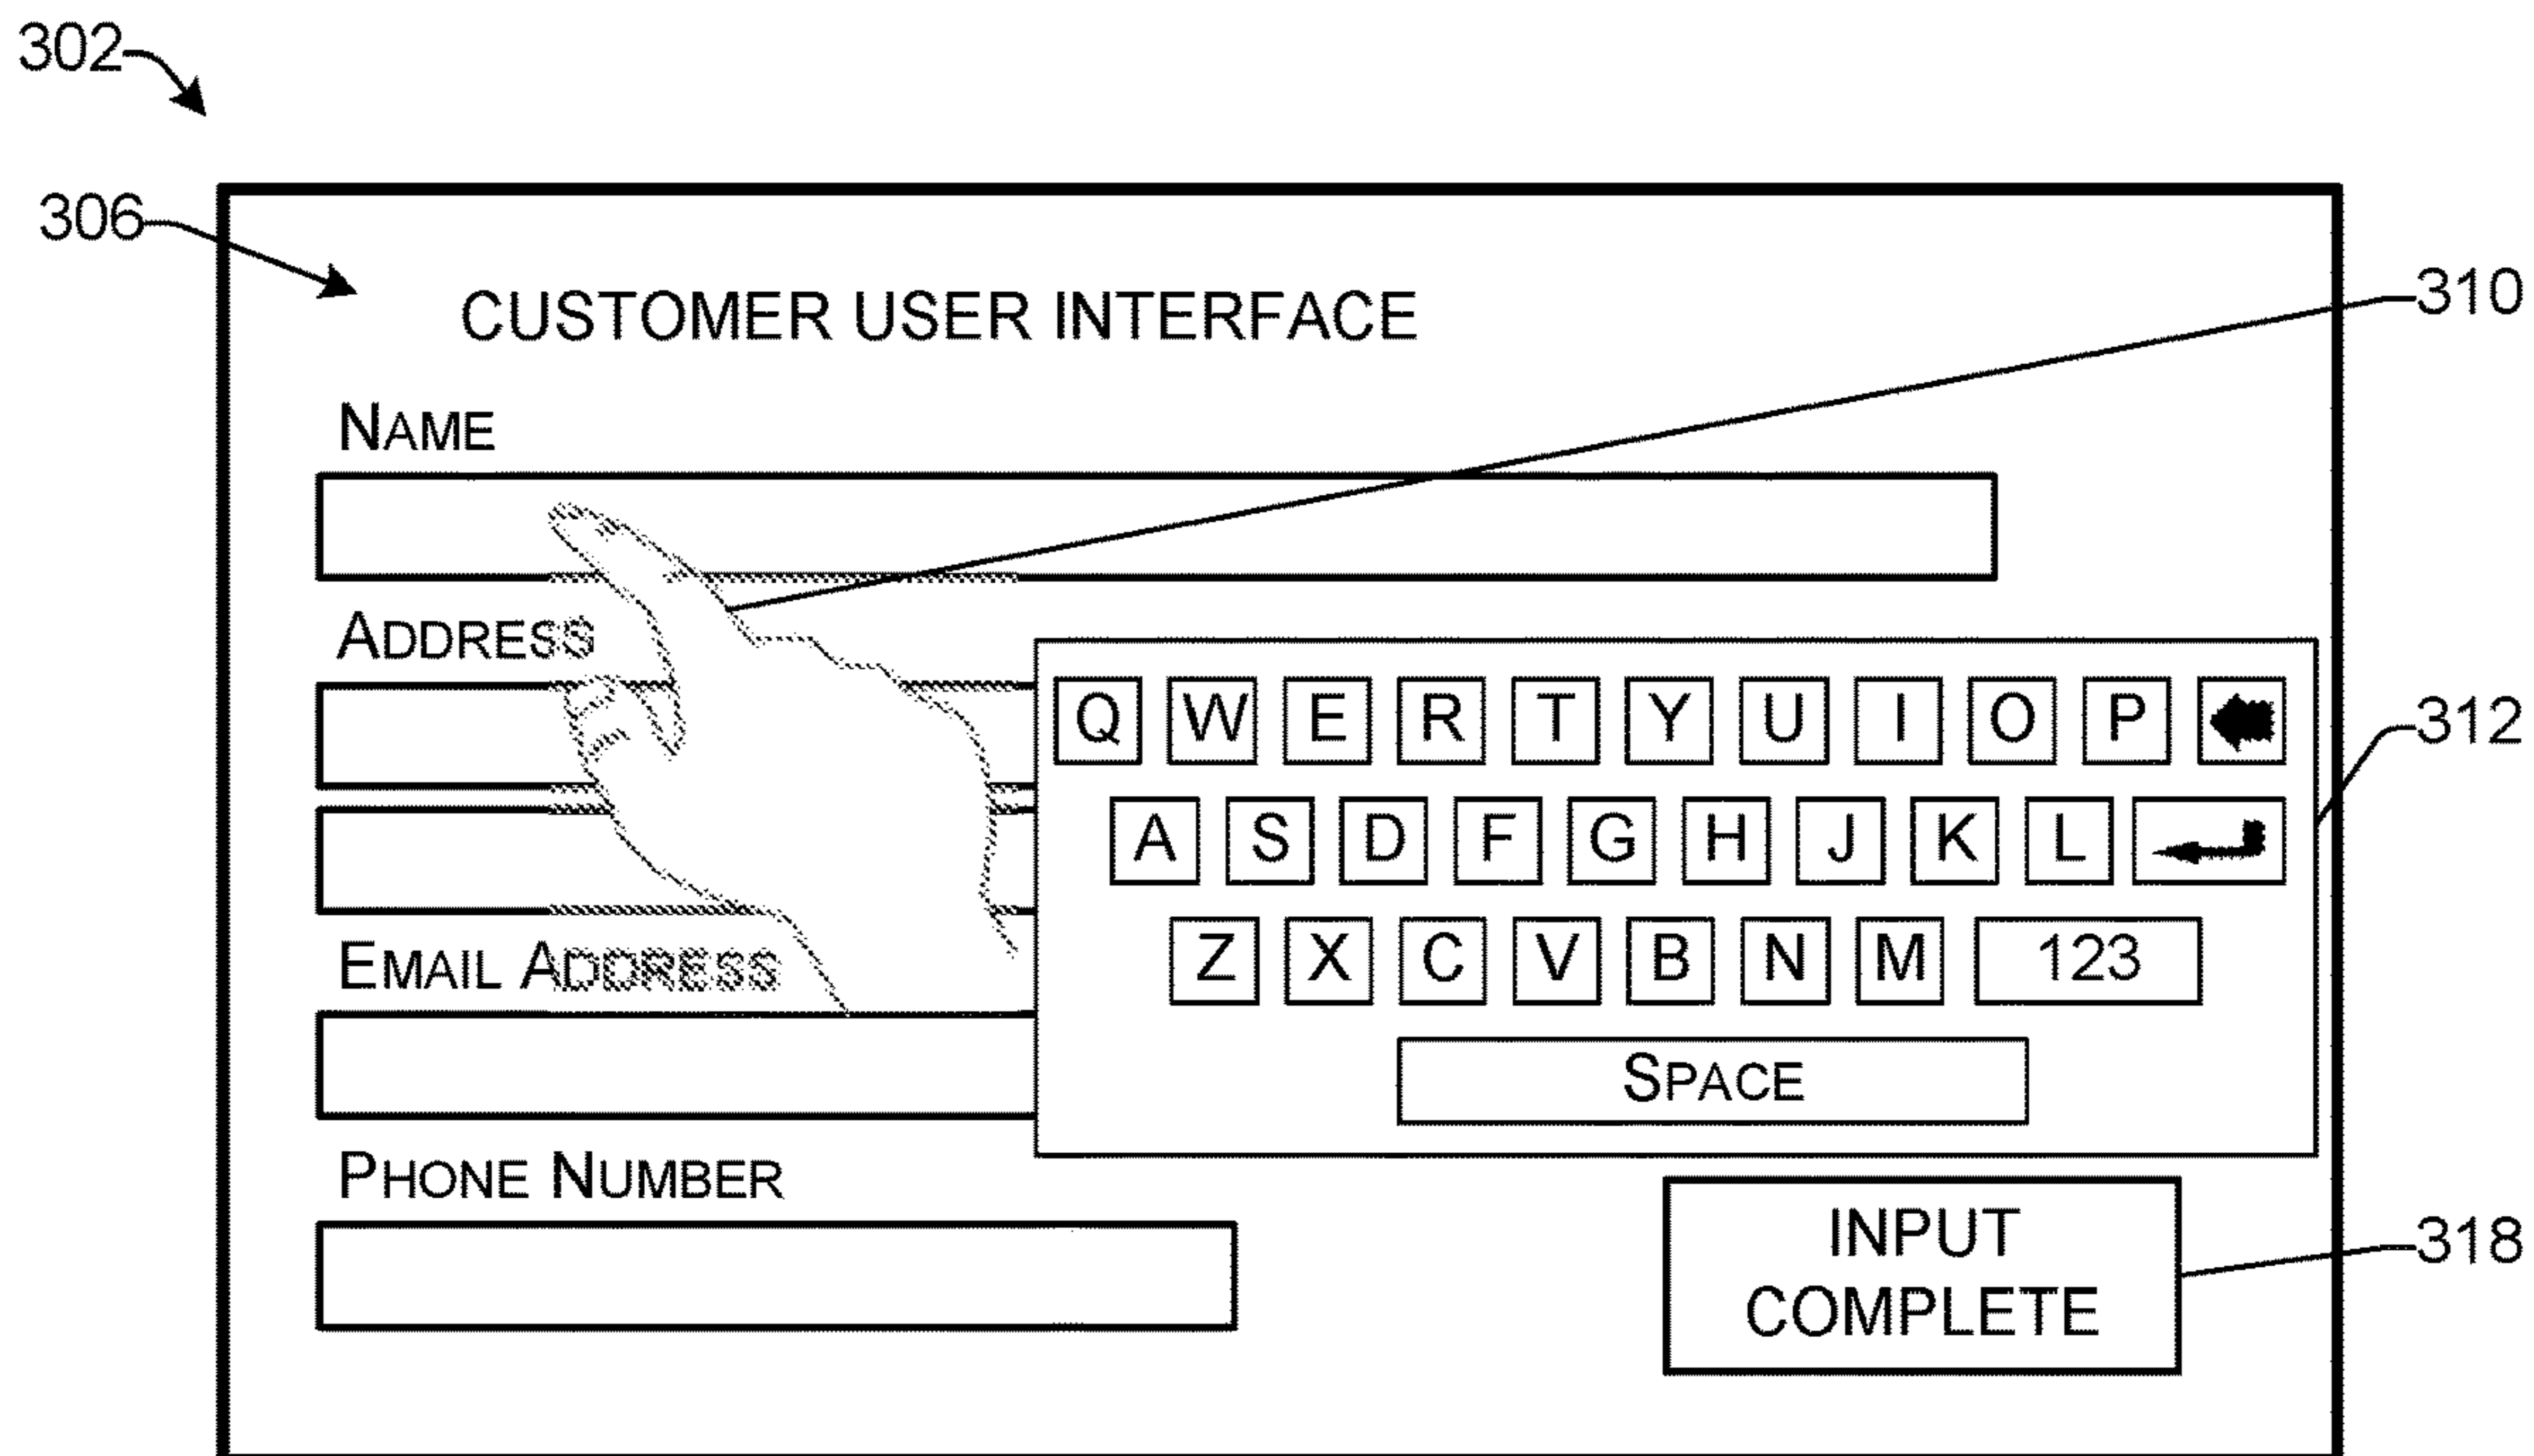 302
306
CUSTOMER USER INTERFACE
310
NAME
ADDRESS
Q W E R T Y U I O P
312
A S D F G H J K L
Z X C V B N M 123
EMAIL ADDRESS
SPACE
PHONE NUMBER
INPUT
COMPLETE
318